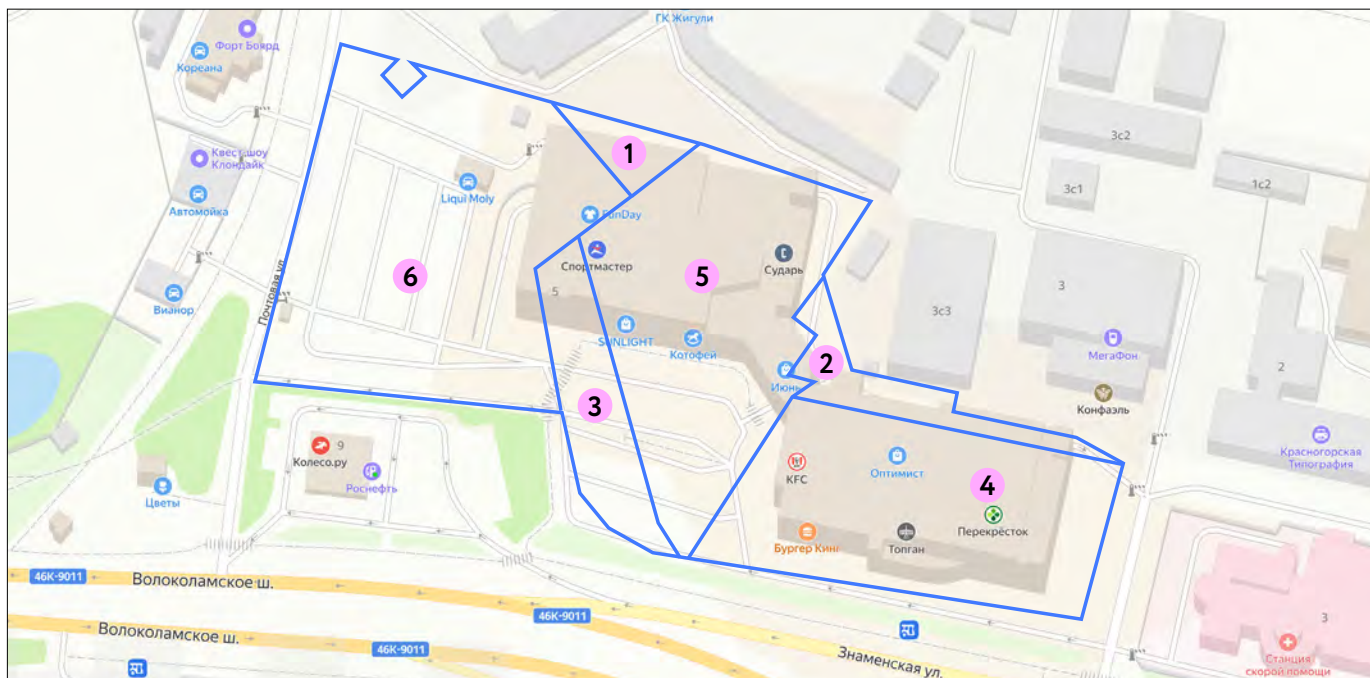 ГК Жигули
Форт Боярд
Кореана
3с2
Квест-шоу
Клондайк
1с2
3с1
1
Liqui Moly
Автомойка
FunDay
Спортмастер
5
Сударь
6
3
Почтовая ул.
5
Вианор
3с3
SUNLIGHT
Котофей
МегаФон
2
2
Июнь
Конфаэль
3
9
Колесо.ру
Роснефть
KFC
Оптимист
Красногорская
Типография
4
Цветы
Перекрёсток
Бургер Кинг
Топган
46К-9011
Волоколамское ш.
46К-9011
3
Волоколамское ш.
46К-9011
Знаменская ул.
Станция
скорой помощи